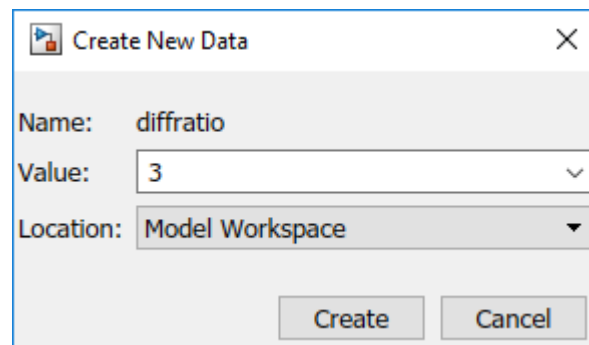 Create New Data
Name: diffratio
Value: 3
Location: Model Workspace
Create Cancel